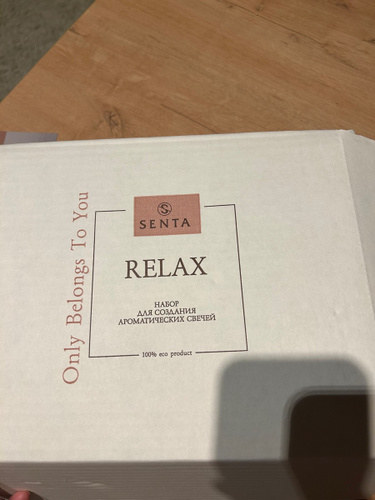 Only Belongs To You
S
SENTA
RELAX
НАБОР
ДЛЯ СОЗДАНИЯ
АРОМАТИЧЕСКИХ СВЕЧЕЙ
100% eco product